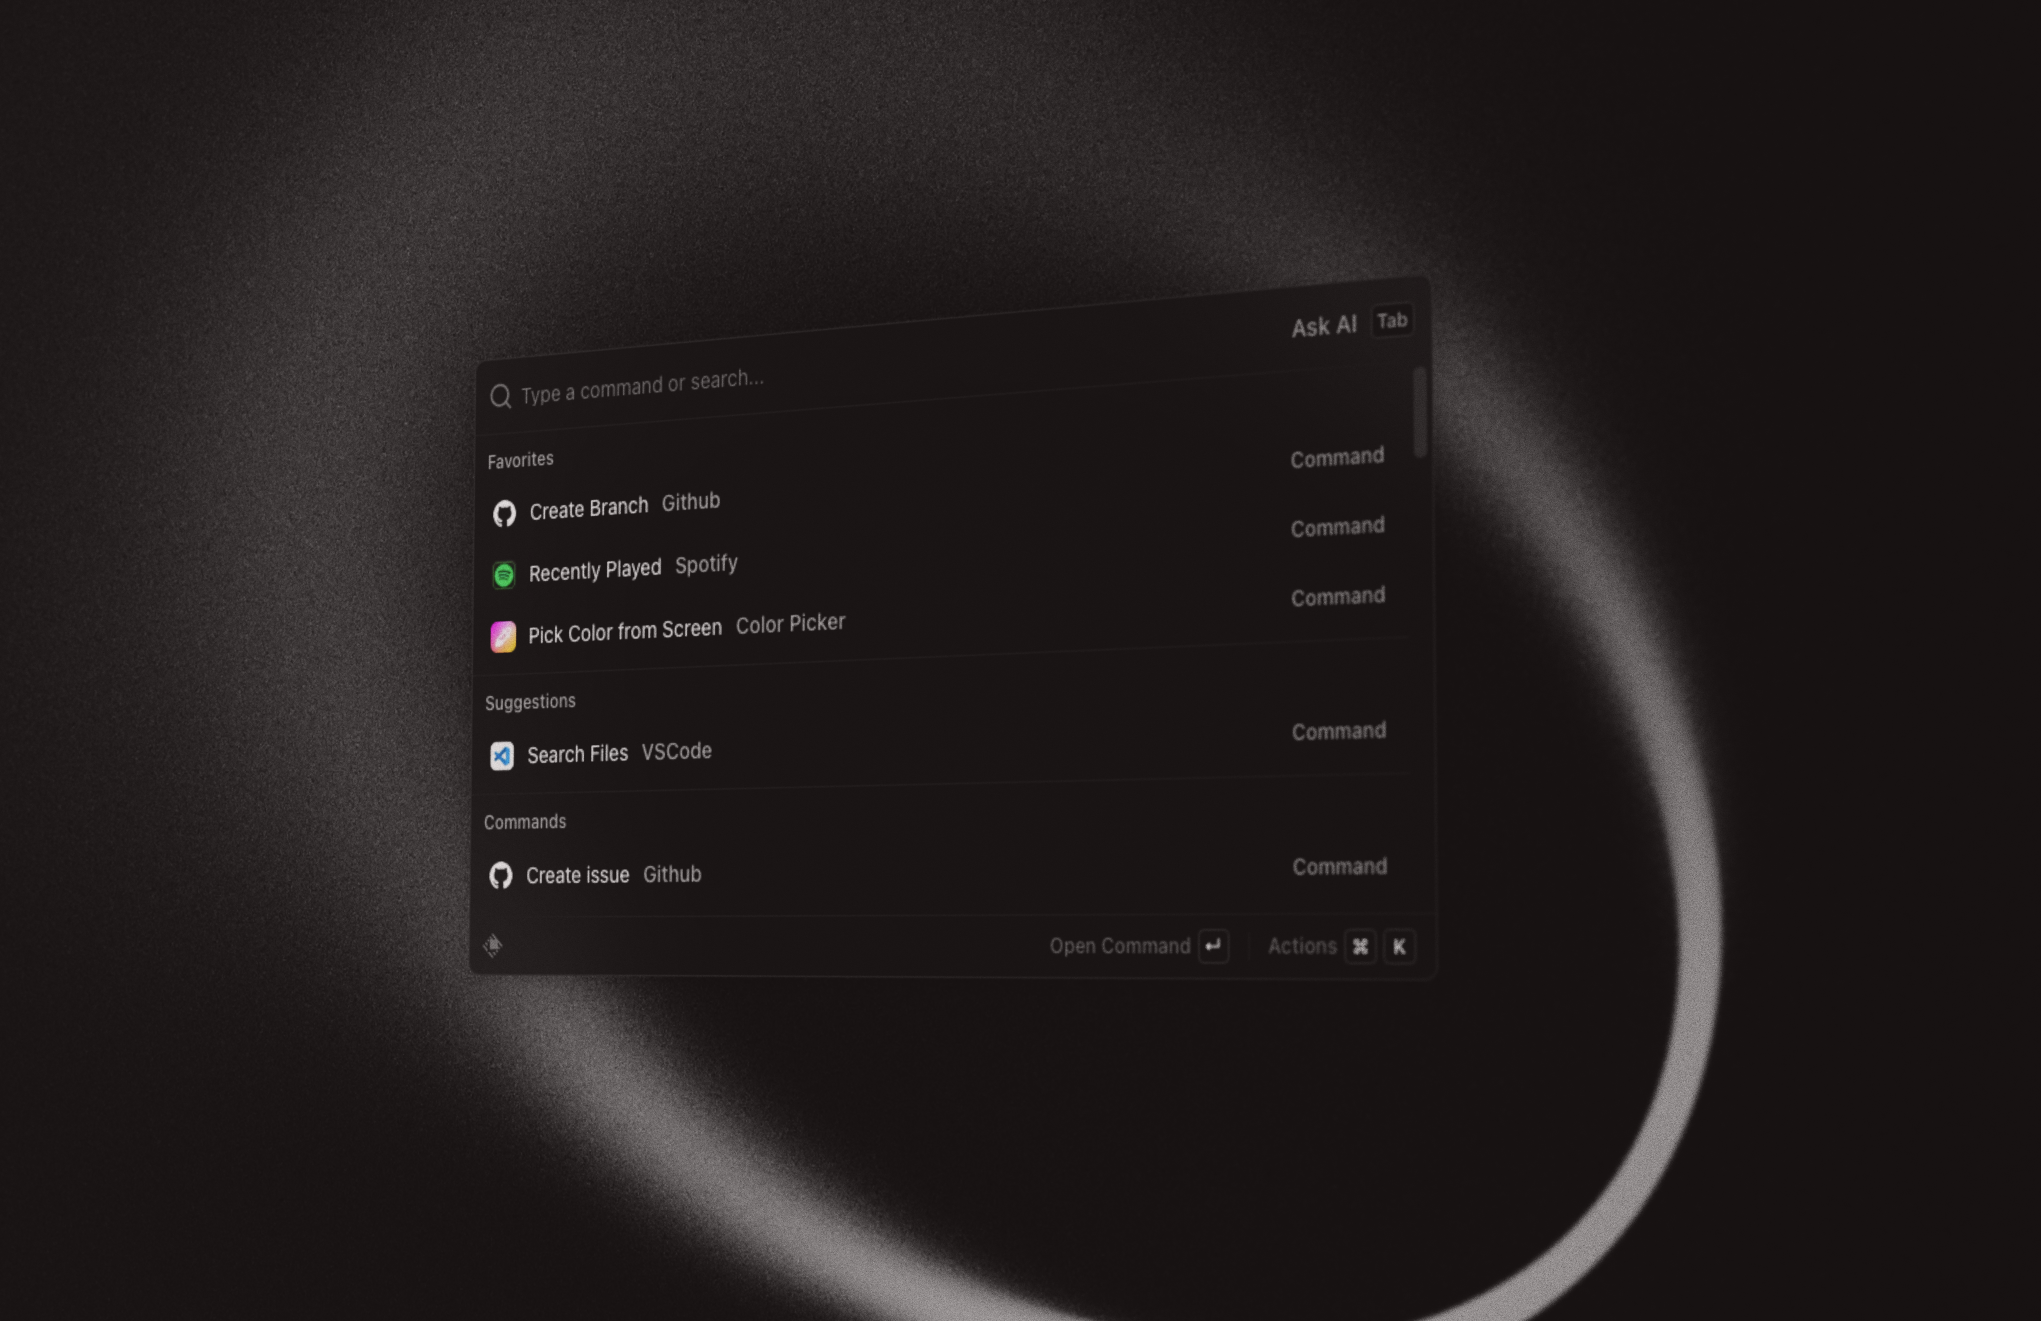 Type a command or search...
Ask AI Tab
Favorites
Create Branch Github Command
Recently Played Spotify Command
Pick Color from Screen Color Picker Command
Suggestions
Search Files VSCode Command
Commands
Create issue Github Command
Open Command ↵ Actions ⌘ K